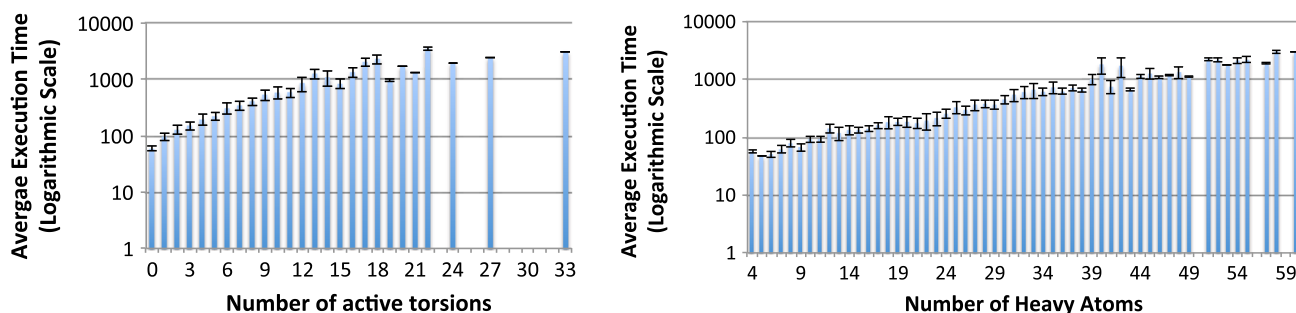 Avergae Execution Time
(Logarithmic Scale)
10000
1000
100
10
1
0 3 6 9 12 15 18 21 24 27 30 33
Number of active torsions
Average Execution Time
(Logarithmic Scale)
10000
1000
100
10
1
4 9 14 19 24 29 34 39 44 49 54 59
Number of Heavy Atoms